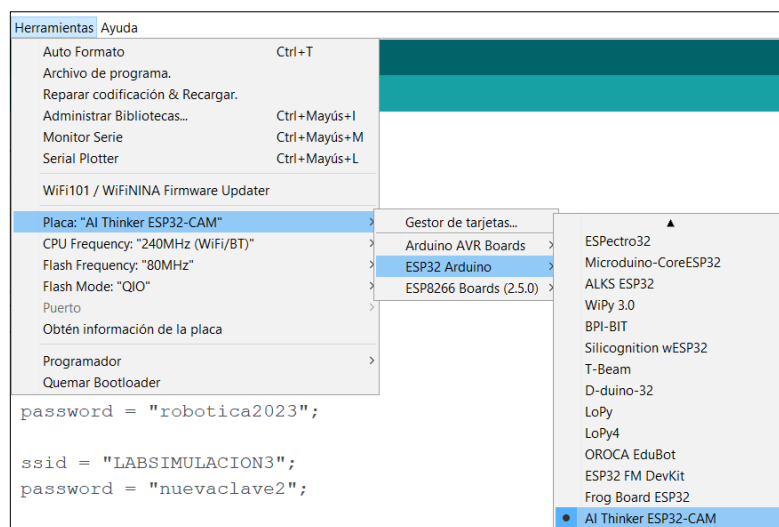 Herramientas Ayuda
Auto Formato Ctrl+T
Archivo de programa.
Reparar codificación & Recargar.
Administrar Bibliotecas... Ctrl+Mayús+I
Monitor Serie Ctrl+Mayús+M
Serial Plotter Ctrl+Mayús+L
WiFi101 / WiFiNINA Firmware Updater
Placa: "AI Thinker ESP32-CAM"
CPU Frequency: "240MHz (WiFi/BT)"
Flash Frequency: "80MHz"
Flash Mode: "QIO"
Puerto
Obtén información de la placa
Programador
Quemar Bootloader
Gestor de tarjetas...
Arduino AVR Boards
ESP32 Arduino
ESP8266 Boards (2.5.0)
ESPectro32
Microduino-CoreESP32
ALKS ESP32
WiPy 3.0
BPI-BIT
Silicognition wESP32
T-Beam
D-duino-32
LoPy
LoPy4
OROCA EduBot
ESP32 FM DevKit
Frog Board ESP32
AI Thinker ESP32-CAM
password = "robotica2023";
ssid = "LABSIMULACION3";
password = "nuevaclave2";